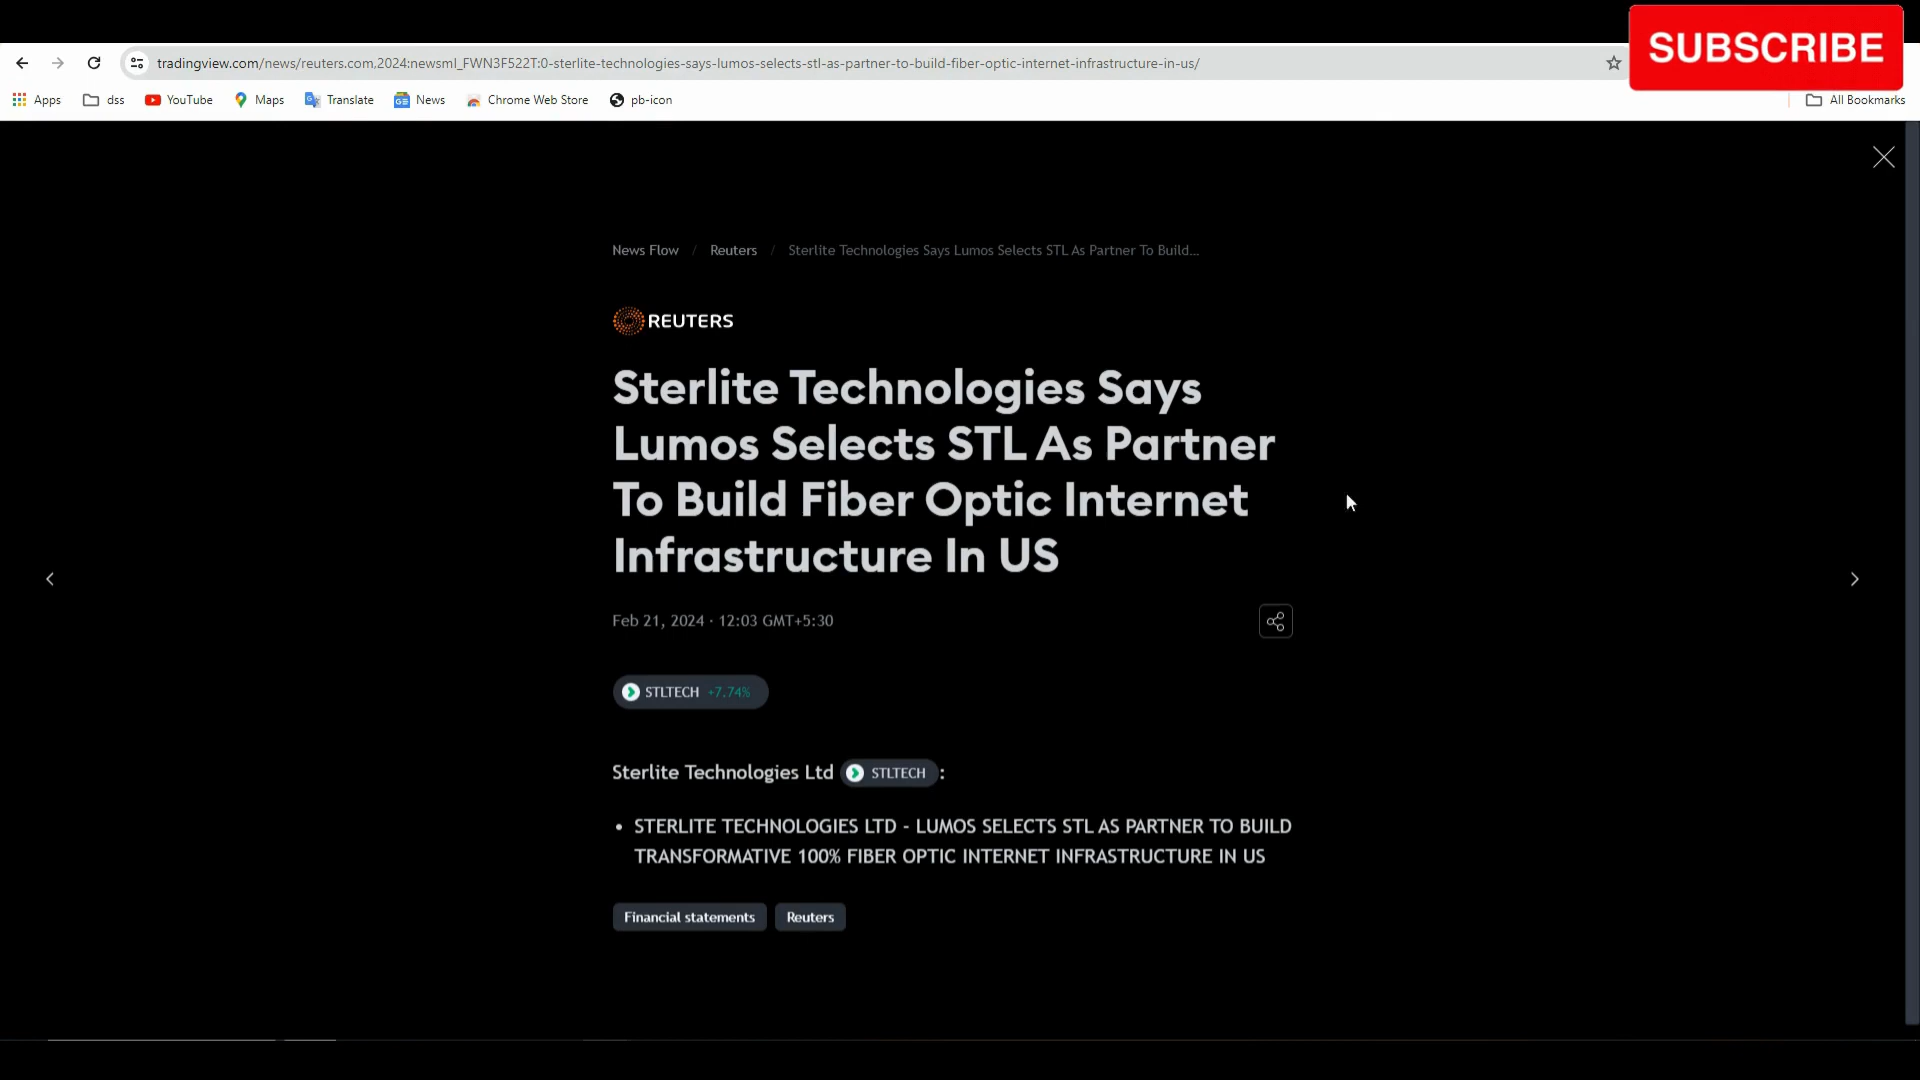 SUBSCRIBE
tradingview.com/news/reuters.com,2024:newsml_FWN3F522T:0-sterlite-technologies-says-lumos-selects-stl-as-partner-to-build-fiber-optic-internet-infrastructure-in-us/
Apps dss YouTube Maps Translate News Chrome Web Store pb-icon All Bookmarks
News Flow / Reuters / Sterlite Technologies Says Lumos Selects STL As Partner To Build...
REUTERS
Sterlite Technologies Says
Lumos Selects STL As Partner
To Build Fiber Optic Internet
Infrastructure In US
Feb 21, 2024 · 12:03 GMT+5:30
STLTECH +7.74%
Sterlite Technologies Ltd STLTECH :
• STERLITE TECHNOLOGIES LTD - LUMOS SELECTS STL AS PARTNER TO BUILD
TRANSFORMATIVE 100% FIBER OPTIC INTERNET INFRASTRUCTURE IN US
Financial statements Reuters